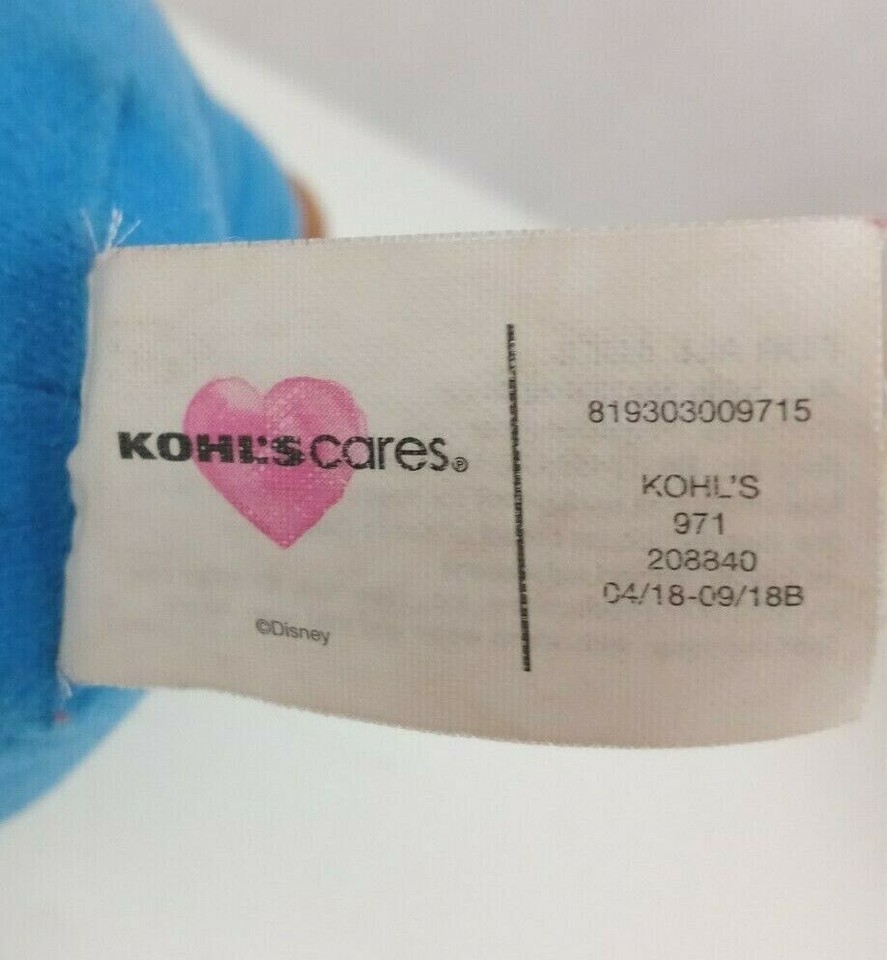 KOHL'S cares®
©Disney
819303009715
KOHL'S
971
208840
04/18-09/18B